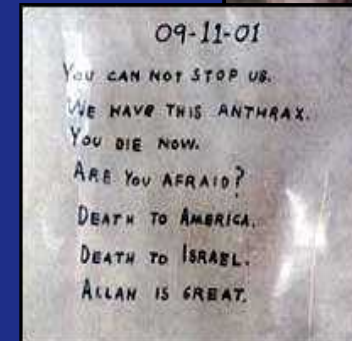 09-11-01
YOU CAN NOT STOP US.
WE HAVE THIS ANTHRAX.
YOU DIE NOW.
ARE YOU AFRAID?
DEATH TO AMERICA.
DEATH TO ISRAEL.
ALLAH IS GREAT.